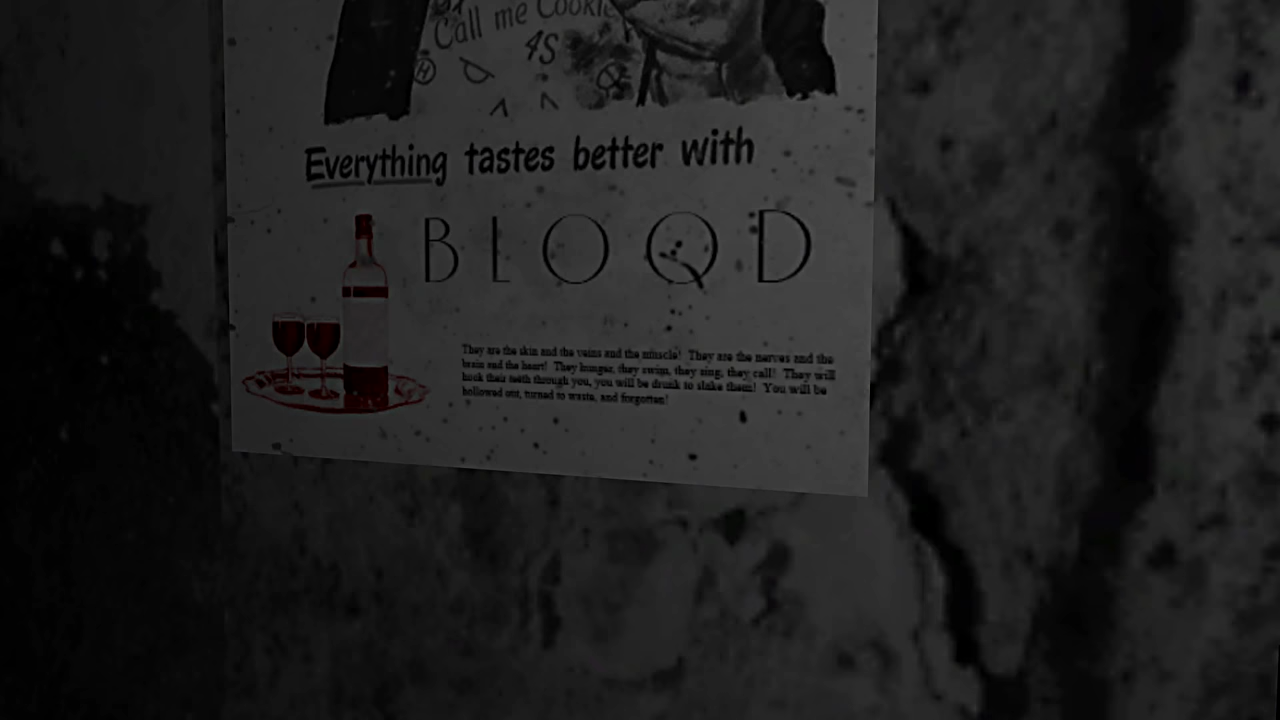 Call me Cookie
4S
H
Everything tastes better with
BLOOD
They are the skin and the veins and the muscle! They are the nerves and the
brain and the heart! They hunger, they swim, they sing, they call! They will
hook their teeth through you, you will be drunk to slake them! You will be
hollowed out, turned to waste, and forgotten!